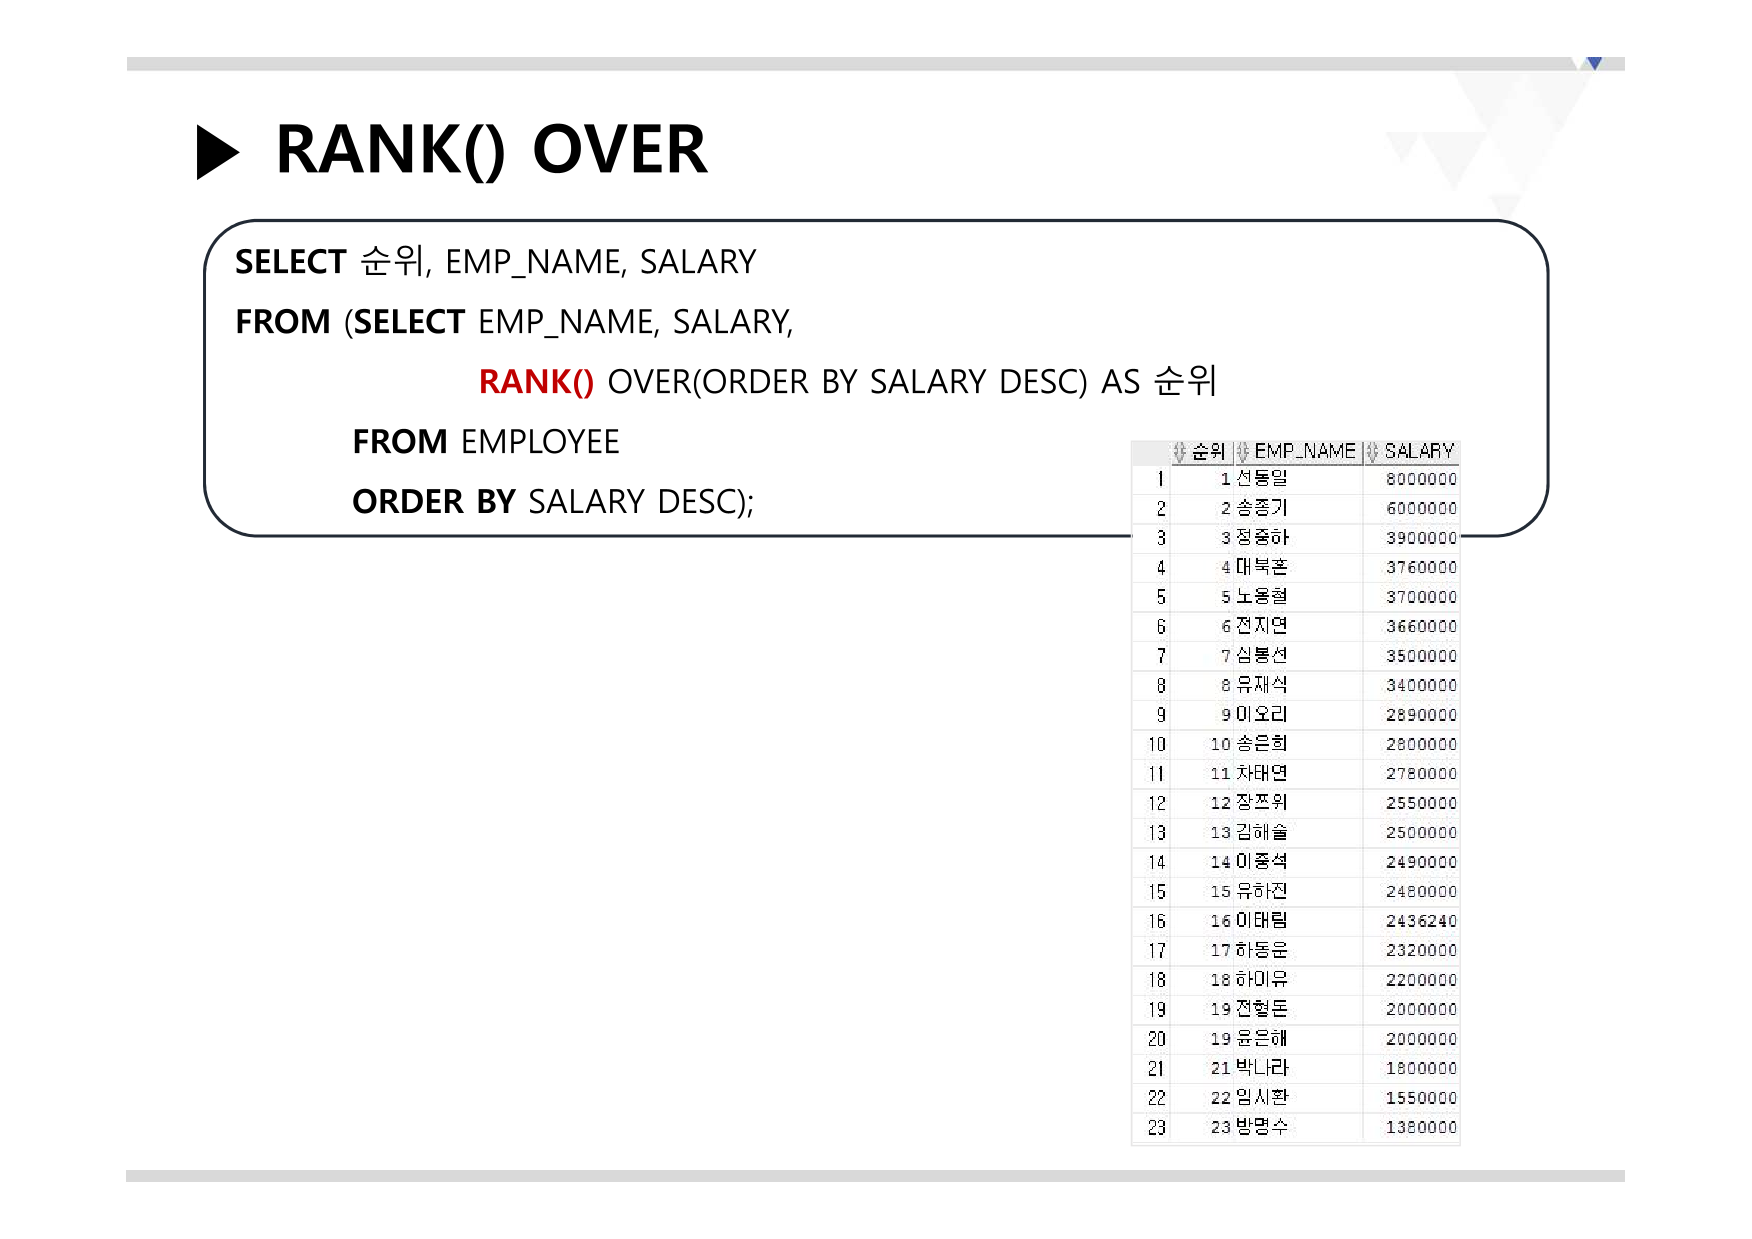 RANK() OVER
SELECT 순위, EMP_NAME, SALARY
FROM (SELECT EMP_NAME, SALARY,
RANK() OVER(ORDER BY SALARY DESC) AS 순위
FROM EMPLOYEE
ORDER BY SALARY DESC);
순위 EMP_NAME SALARY
1 1 선동일 8000000
2 2 송종기 6000000
3 3 정중하 3900000
4 4 대북혼 3760000
5 5 노옹철 3700000
6 6 전지연 3660000
7 7 심봉선 3500000
8 8 유재식 3400000
9 9 이오리 2890000
10 10 송은희 2800000
11 11 차태연 2780000
12 12 장쯔위 2550000
13 13 김해술 2500000
14 14 이중석 2490000
15 15 유하진 2480000
16 16 이태림 2436240
17 17 하동운 2320000
18 18 하이유 2200000
19 19 전형돈 2000000
20 19 윤은해 2000000
21 21 박나라 1800000
22 22 임시환 1550000
23 23 방명수 1380000